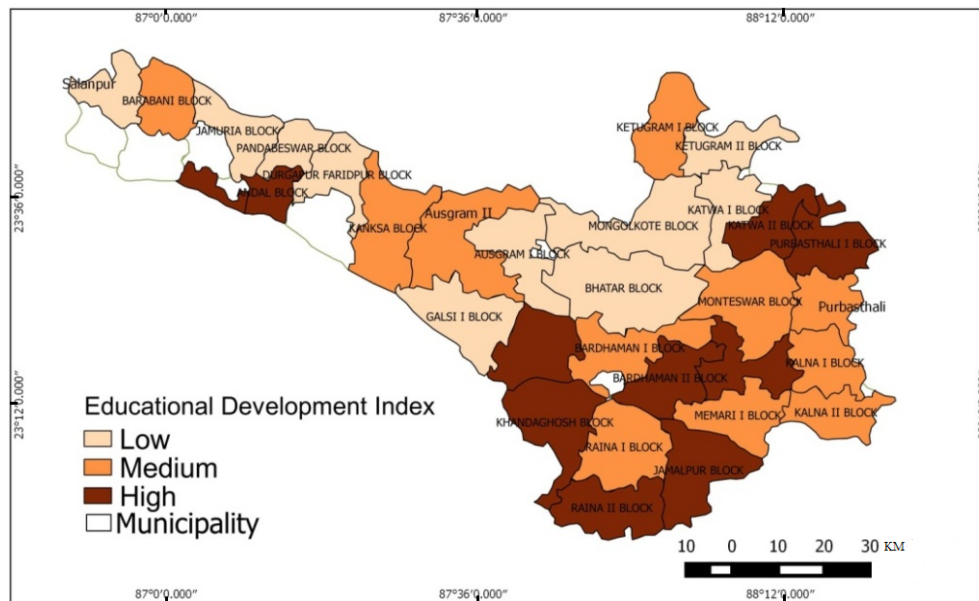 87°0'0.000"
87°36'0.000"
88°12'0.000"
Salanpur
BARABANI BLOCK
JAMURIA BLOCK
PANDABESWAR BLOCK
DURGAPUR FARIDPUR BLOCK
ANDAL BLOCK
KANKSA BLOCK
Ausgram II
AUSGRAM I BLOCK
GALSI I BLOCK
KETUGRAM I BLOCK
KETUGRAM II BLOCK
MONGOLKOTE BLOCK
KATWA I BLOCK
KATWA II BLOCK
PURBASTHALI I BLOCK
BHATAR BLOCK
MONTESWAR BLOCK
Purbasthali
BARDHAMAN I BLOCK
KALNA I BLOCK
BARDHAMAN II BLOCK
KHANDAGHOSH BLOCK
MEMARI I BLOCK
KALNA II BLOCK
RAINA I BLOCK
JAMALPUR BLOCK
RAINA II BLOCK
23°36'0.000"
23°12'0.000"
Educational Development Index
Low
Medium
High
Municipality
10 0 10 20 30 KM
87°0'0.000"
87°36'0.000"
88°12'0.000"